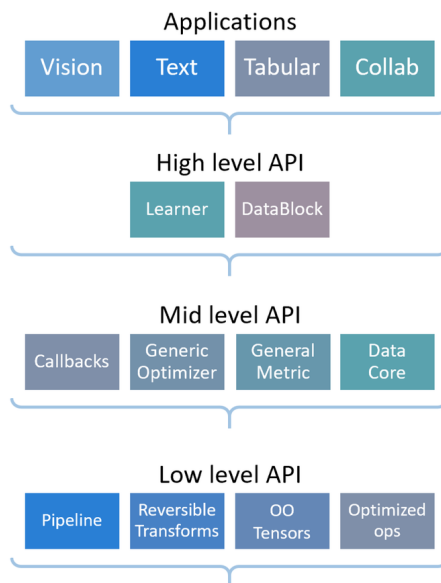 Applications
Vision Text Tabular Collab
High level API
Learner DataBlock
Mid level API
Callbacks Generic Optimizer General Metric Data Core
Low level API
Pipeline Reversible Transforms OO Tensors Optimized ops